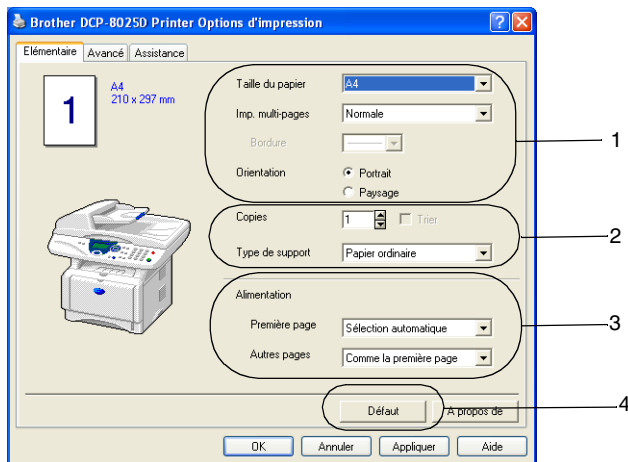 Brother DCP-8025D Printer Options d'impression
Elémentaire Avancé Assistance
1
A4
210 x 297 mm
Taille du papier A4
Imp. multi-pages Normale
Bordure
Orientation Portrait
Paysage
1
Copies 1 Trier
Type de support Papier ordinaire
2
Alimentation
Première page Sélection automatique
Autres pages Comme la première page
3
Défaut A propos de
4
OK Annuler Appliquer Aide